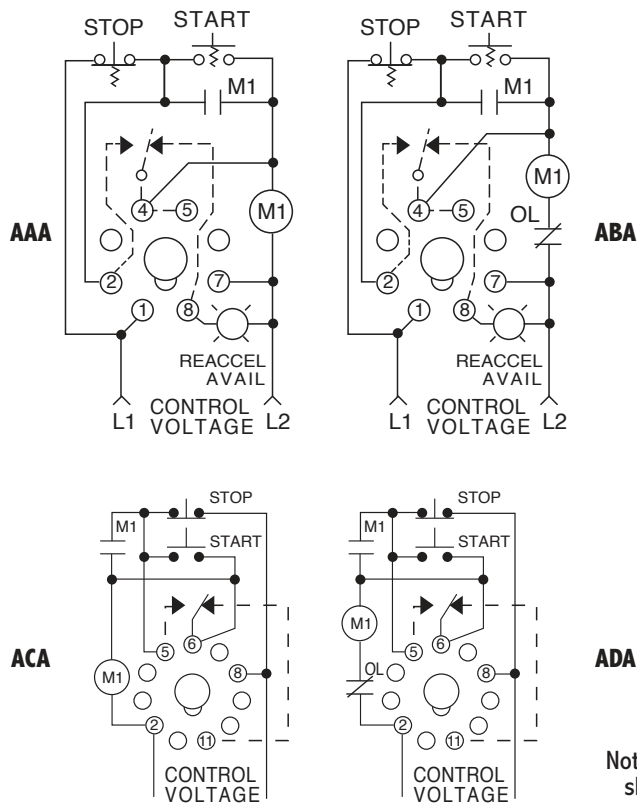 STOP START
M1
4 5
M1
AAA
2 7
1 8
REACCEL
AVAIL
CONTROL
VOLTAGE
L1 L2
STOP START
M1
M1
OL
4 5
ABA
2 7
1 8
REACCEL
AVAIL
CONTROL
VOLTAGE
L1 L2
STOP
M1
START
ACA
5 6
M1 8
2
11
CONTROL
VOLTAGE
STOP
M1
START
M1
5 6
ADA
OL 8
2
11
CONTROL
VOLTAGE
Not
sl